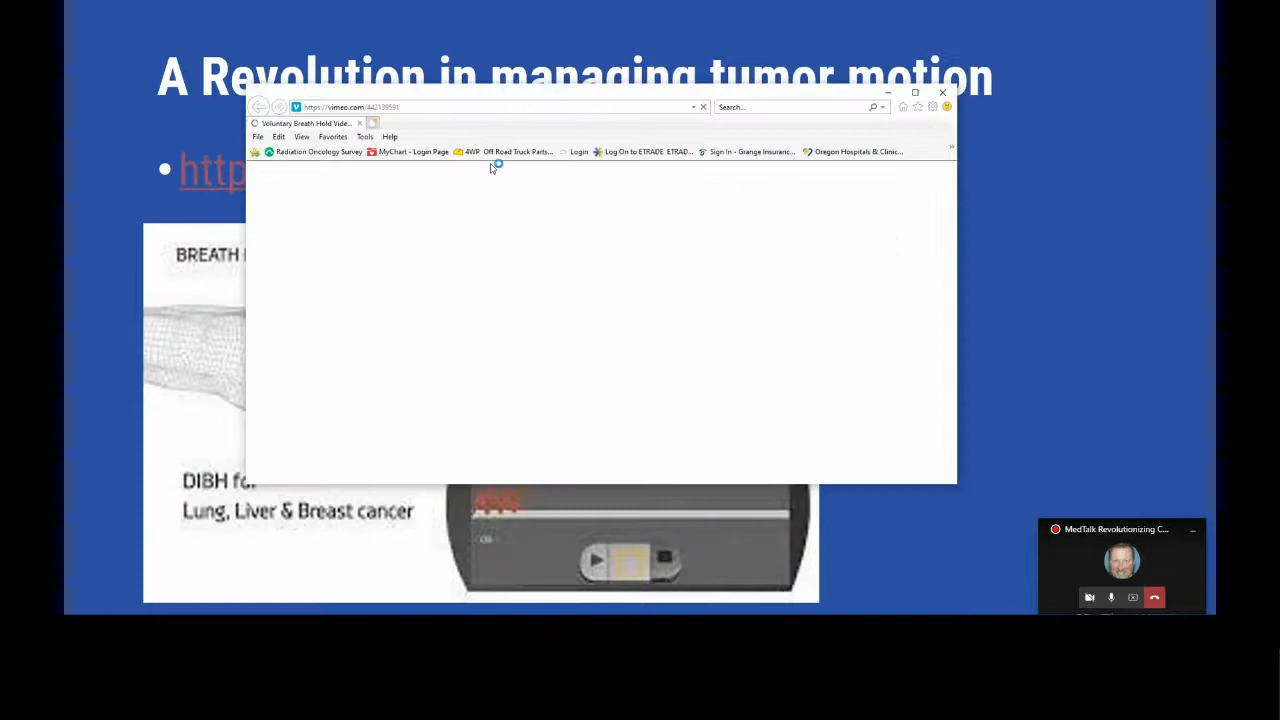 A Revolution in managing tumor motion
https://vimeo.com/442139591
Search...
Voluntary Breath Hold Vide...
File Edit View Favorites Tools Help
Radiation Oncology Survey MyChart - Login Page 4WP Off Road Truck Parts... Login Log On to ETRADE ETRAD... Sign In - Grange Insuranc... Oregon Hospitals & Clinic...
http
BREATH
DIBH for
Lung, Liver & Breast cancer
MedTalk Revolutionizing C...